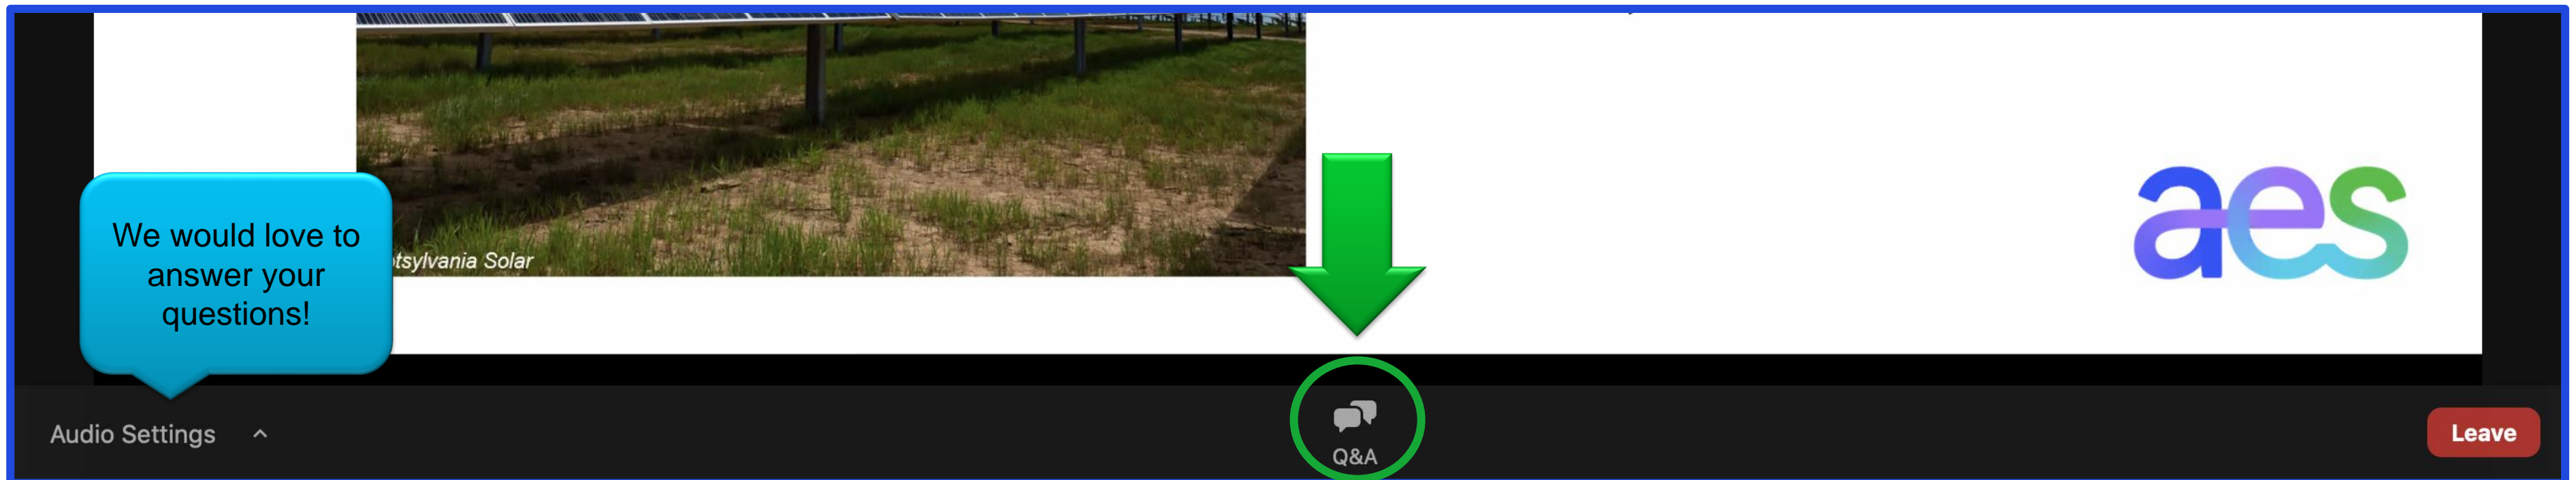 We would love to
answer your
questions!
tsylvania Solar
aes
Audio Settings
Q&A
Leave